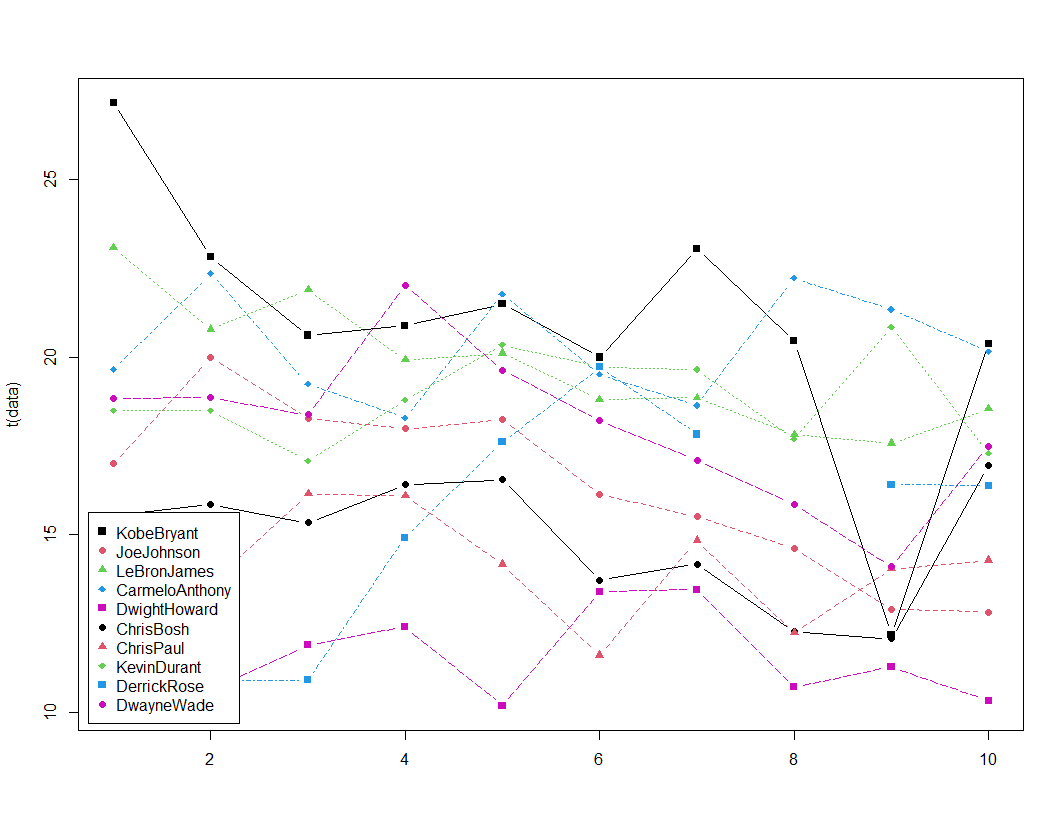 25
20
15
10
t(data)
KobeBryant
JoeJohnson
LeBronJames
CarmeloAnthony
DwightHoward
ChrisBosh
ChrisPaul
KevinDurant
DerrickRose
DwayneWade
2 4 6 8 10